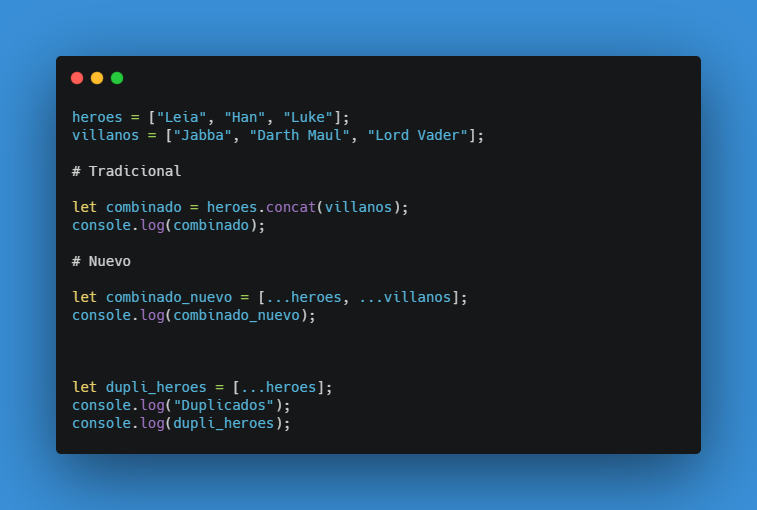 heroes = ["Leia", "Han", "Luke"];
villanos = ["Jabba", "Darth Maul", "Lord Vader"];
# Tradicional
let combinado = heroes.concat(villanos);
console.log(combinado);
# Nuevo
let combinado_nuevo = [...heroes, ...villanos];
console.log(combinado_nuevo);
let dupli_heroes = [...heroes];
console.log("Duplicados");
console.log(dupli_heroes);